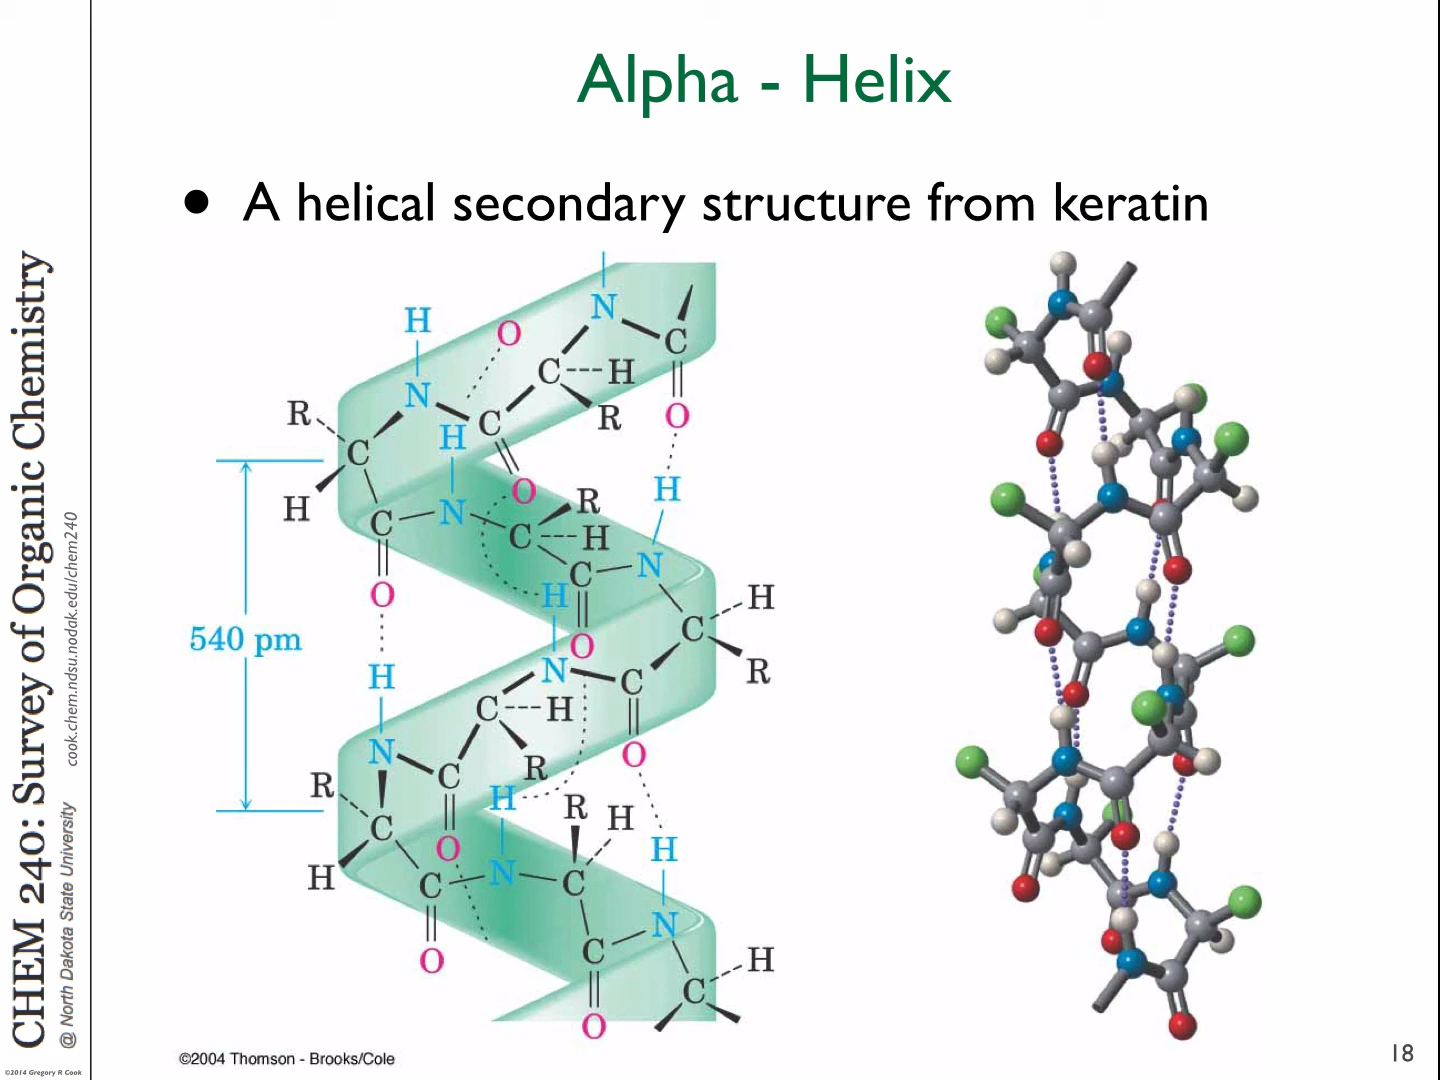 Alpha - Helix
• A helical secondary structure from keratin
N
H
O
C
C
H
R
N
R
C
O
H
C
O
H
R
H
C
N
C
R
H
C
N
H
O
C
H
R
N
C
O
540 pm
H
N
C
H
R
C
O
N
C
R
H
O
R
H
C
H
C
N
C
O
R
H
H
N
C
O
C
H
CHEM 240: Survey of Organic Chemistry
@ North Dakota State University cook.chem.ndsu.nodak.edu/chem240
©2014 Gregory R Cook
©2004 Thomson - Brooks/Cole
18